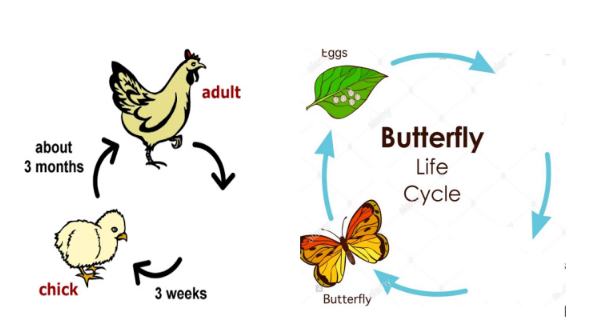 adult
about
3 months
chick
3 weeks
Eggs
Butterfly
Life
Cycle
Butterfly